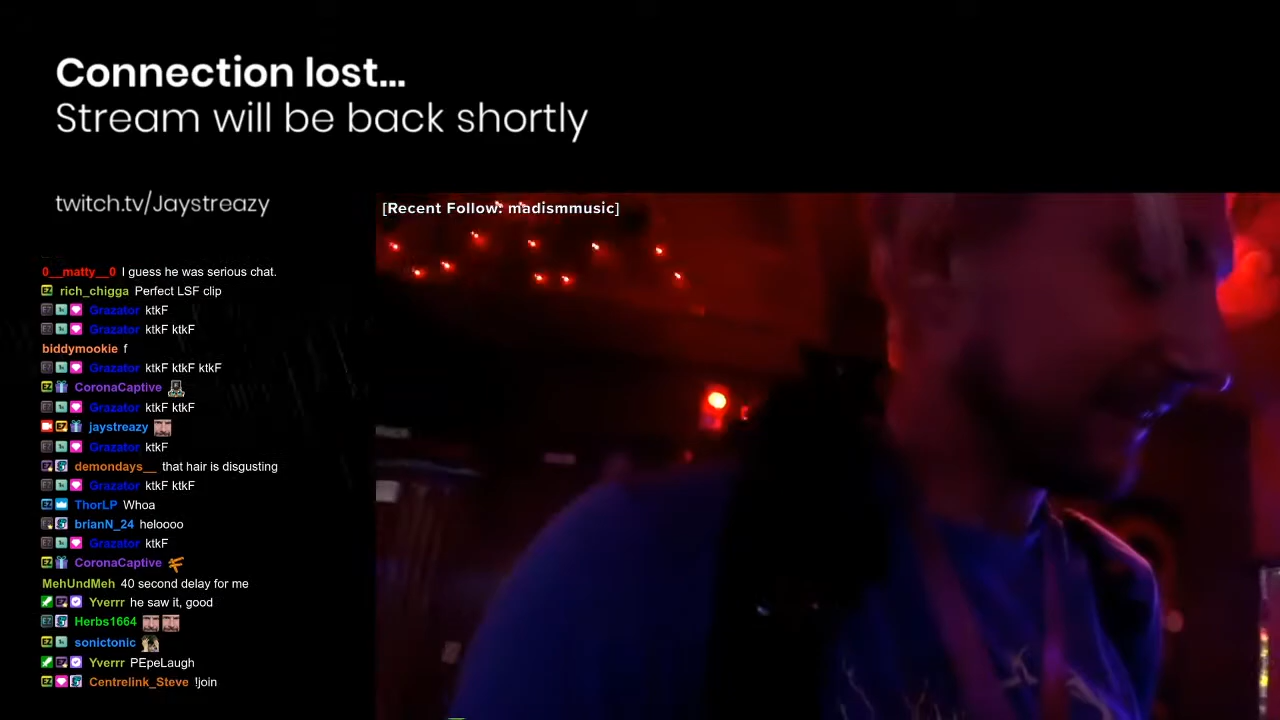 Connection lost...
Stream will be back shortly
twitch.tv/Jaystreazy
[Recent Follow: madismmusic]
0__matty__0 I guess he was serious chat.
rich_chigga Perfect LSF clip
Grazator ktkF
Grazator ktkF ktkF
biddymookie f
Grazator ktkF ktkF ktkF
CoronaCaptive
Grazator ktkF ktkF
jaystreazy
Grazator ktkF
demondays__ that hair is disgusting
Grazator ktkF ktkF
ThorLP Whoa
brianN_24 heloooo
Grazator ktkF
CoronaCaptive
MehUndMeh 40 second delay for me
Yverrr he saw it, good
Herbs1664
sonictonic
Yverrr PEpeLaugh
Centrelink_Steve !join